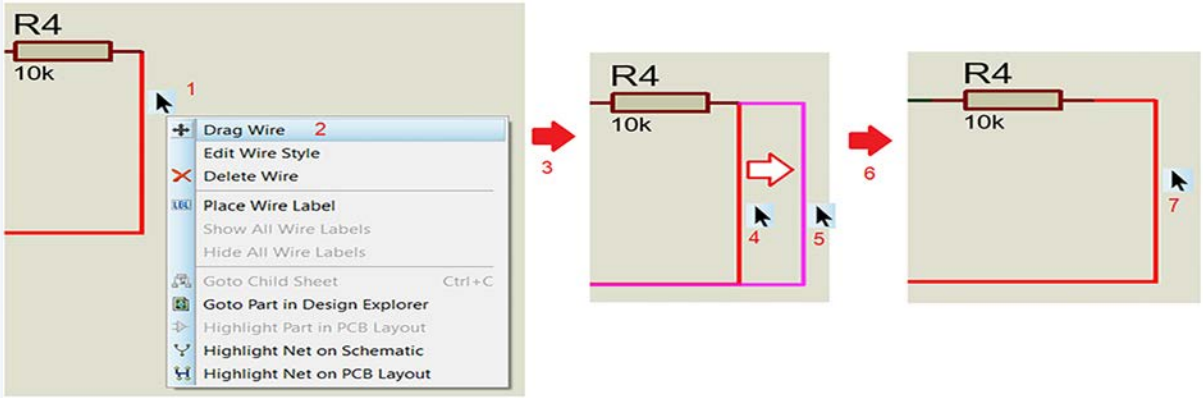 R4
10k
1
Drag Wire 2
Edit Wire Style
Delete Wire
LBL Place Wire Label
Show All Wire Labels
Hide All Wire Labels
Goto Child Sheet Ctrl+C
Goto Part in Design Explorer
Highlight Part in PCB Layout
Highlight Net on Schematic
Highlight Net on PCB Layout
3
R4
10k
4
5
6
R4
10k
7